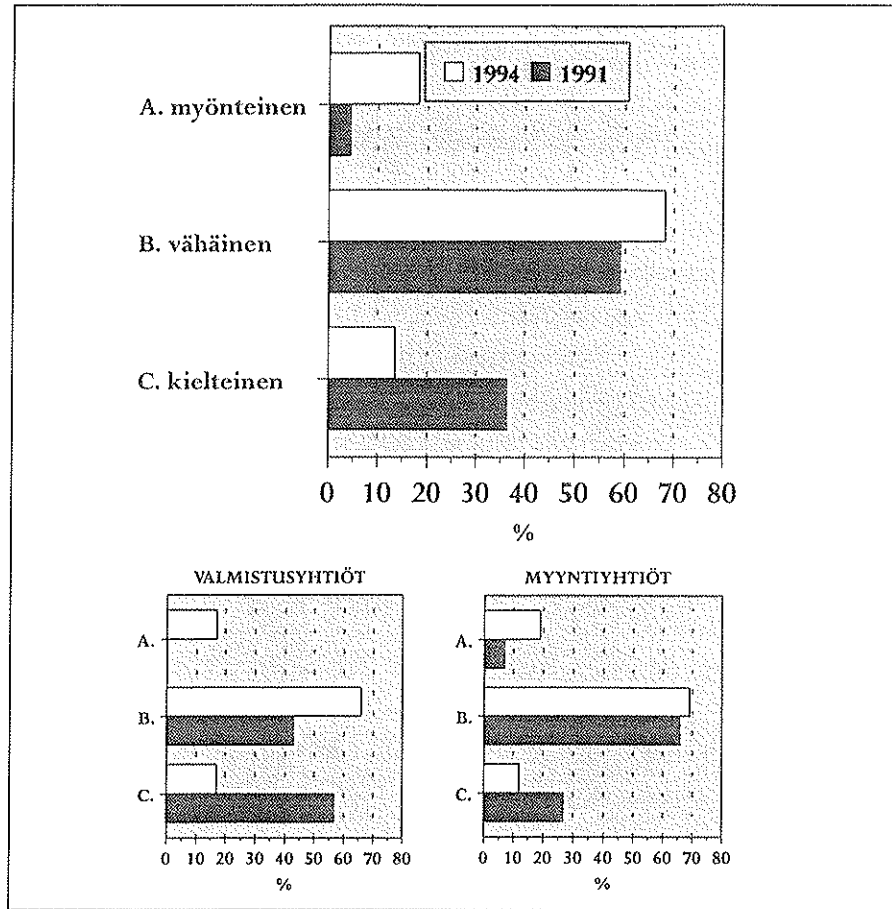 1994 1991
A. myönteinen
B. vähäinen
C. kielteinen
0 10 20 30 40 50 60 70 80
%
VALMISTUSYHTIÖT
A.
B.
C.
0 10 20 30 40 50 60 70 80
%
MYYNTIYHTIÖT
A.
B.
C.
0 10 20 30 40 50 60 70 80
%